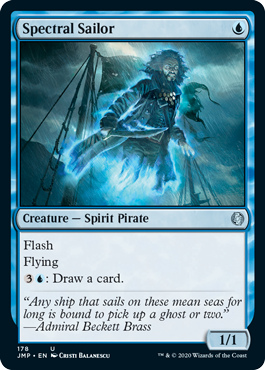 Spectral Sailor
Creature — Spirit Pirate
Flash
Flying
3: Draw a card.
“Any ship that sails on these mean seas for
long is bound to pick up a ghost or two.”
—Admiral Beckett Brass
1/1
178 U
JMP • EN Cristi Balanescu
™ & © 2020 Wizards of the Coast